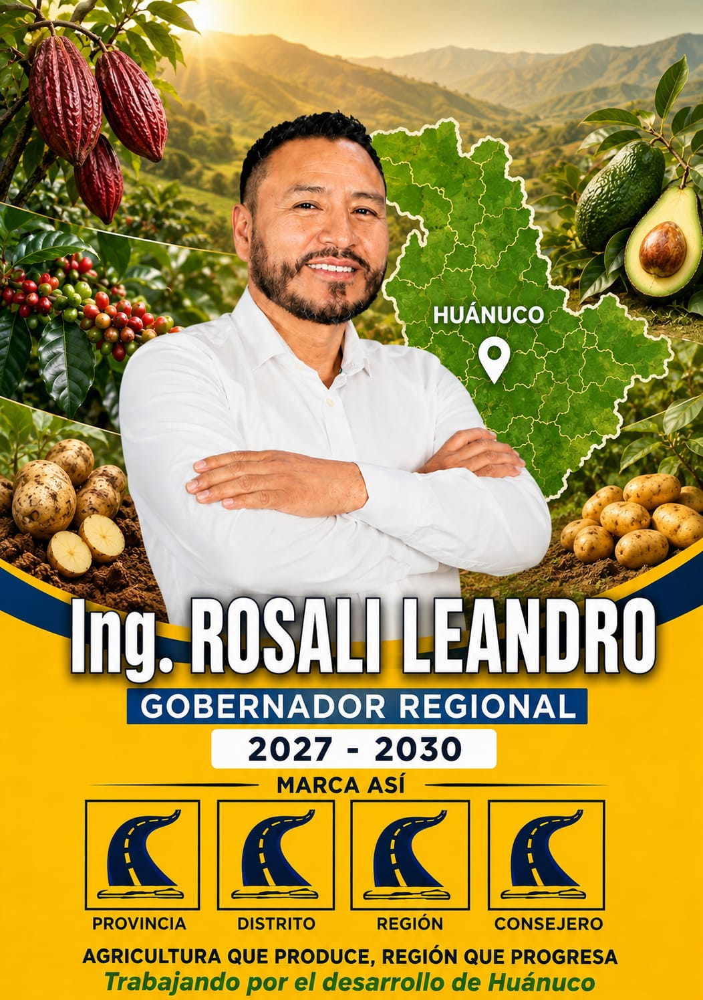 HUÁNUCO
Ing. ROSALI LEANDRO
GOBERNADOR REGIONAL
2027 - 2030
MARCA ASÍ
PROVINCIA
DISTRITO
REGIÓN
CONSEJERO
AGRICULTURA QUE PRODUCE, REGIÓN QUE PROGRESA
Trabajando por el desarrollo de Huánuco